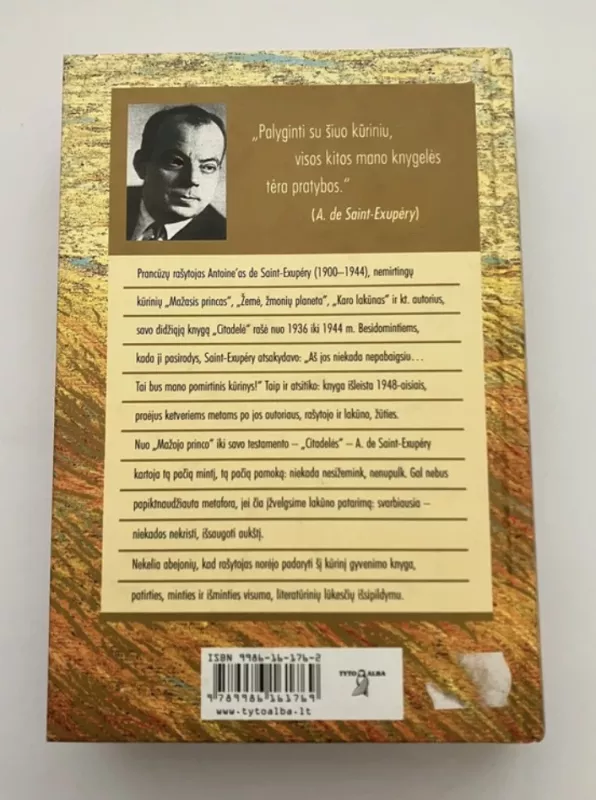 „Palyginti su šiuo kūriniu,
visos kitos mano knygelės
tėra pratybos.“
(A. de Saint-Exupéry)
Prancūzų rašytojas Antoine'as de Saint-Exupéry (1900–1944), nemirtingų
kūrinių „Mažasis princas“, „Žemė, žmonių planeta“, „Karo lakūnas“ ir kt. autorius,
savo didžiąją knygą „Citadelė“ rašė nuo 1936 iki 1944 m. Besidomintiems,
kada ji pasirodys, Saint-Exupéry atsakydavo: „Aš jos niekada nepabaigsiu...
Tai bus mano pomirtinis kūrinys!“ Taip ir atsitiko: knyga išleista 1948-aisiais,
praėjus ketveriems metams po jos autoriaus, rašytojo ir lakūno, žūties.
Nuo „Mažojo princo“ iki savo testamento – „Citadelės“ – A. de Saint-Exupéry
kartoja tą pačią mintį, tą pačią pamoką: niekada nesižemink, nenupulk. Gal nebus
papiktnaudžiauta metafora, jei čia įžvelgsime lakūno patarimą: svarbiausia –
niekados nekristi, išsaugoti aukštį.
Nekelia abejonių, kad rašytojas norėjo padaryti šį kūrinį gyvenimo knyga,
patirties, minties ir išminties visuma, literatūrinių lūkesčių išsipildymu.
ISBN 9986-16-176-2
9 789986 161769
www.tytoalba.lt
TYTO ALBA